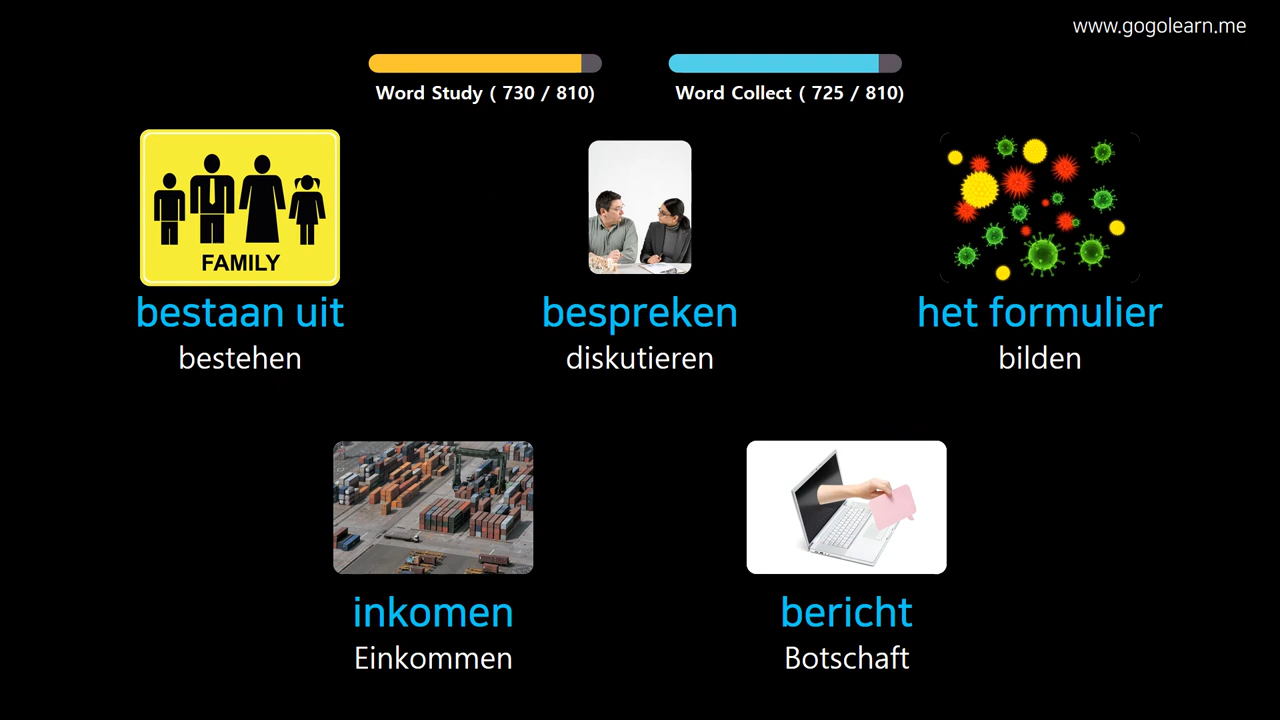 www.gogolearn.me
Word Study ( 730 / 810)
Word Collect ( 725 / 810)
FAMILY
bestaan uit
bestehen
bespreken
diskutieren
het formulier
bilden
inkomen
Einkommen
bericht
Botschaft